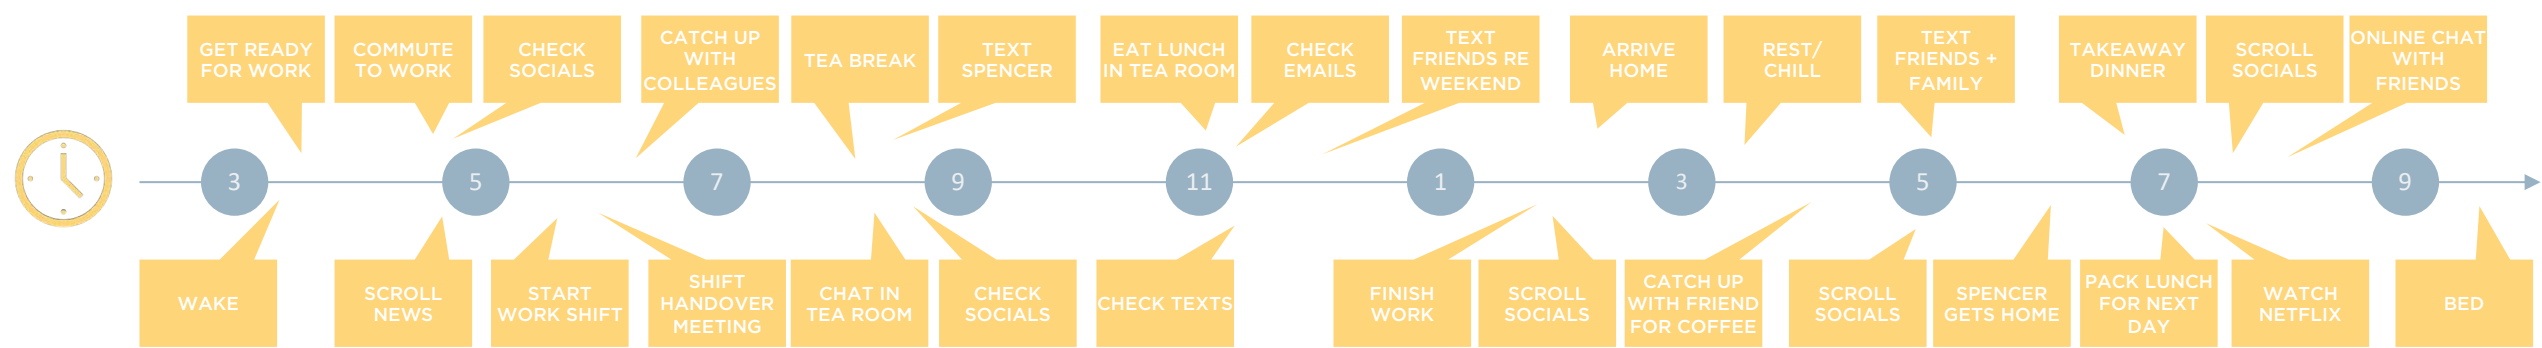 GET READY
FOR WORK
COMMUTE
TO WORK
CHECK
SOCIALS
CATCH UP
WITH
COLLEAGUES
TEA BREAK
TEXT
SPENCER
EAT LUNCH
IN TEA ROOM
CHECK
EMAILS
TEXT
FRIENDS RE
WEEKEND
ARRIVE
HOME
REST/
CHILL
TEXT
FRIENDS +
FAMILY
TAKEAWAY
DINNER
SCROLL
SOCIALS
ONLINE CHAT
WITH
FRIENDS
3
5
7
9
11
1
3
5
7
9
WAKE
SCROLL
NEWS
START
WORK SHIFT
SHIFT
HANDOVER
MEETING
CHAT IN
TEA ROOM
CHECK
SOCIALS
CHECK TEXTS
FINISH
WORK
SCROLL
SOCIALS
CATCH UP
WITH FRIEND
FOR COFFEE
SCROLL
SOCIALS
SPENCER
GETS HOME
PACK LUNCH
FOR NEXT
DAY
WATCH
NETFLIX
BED